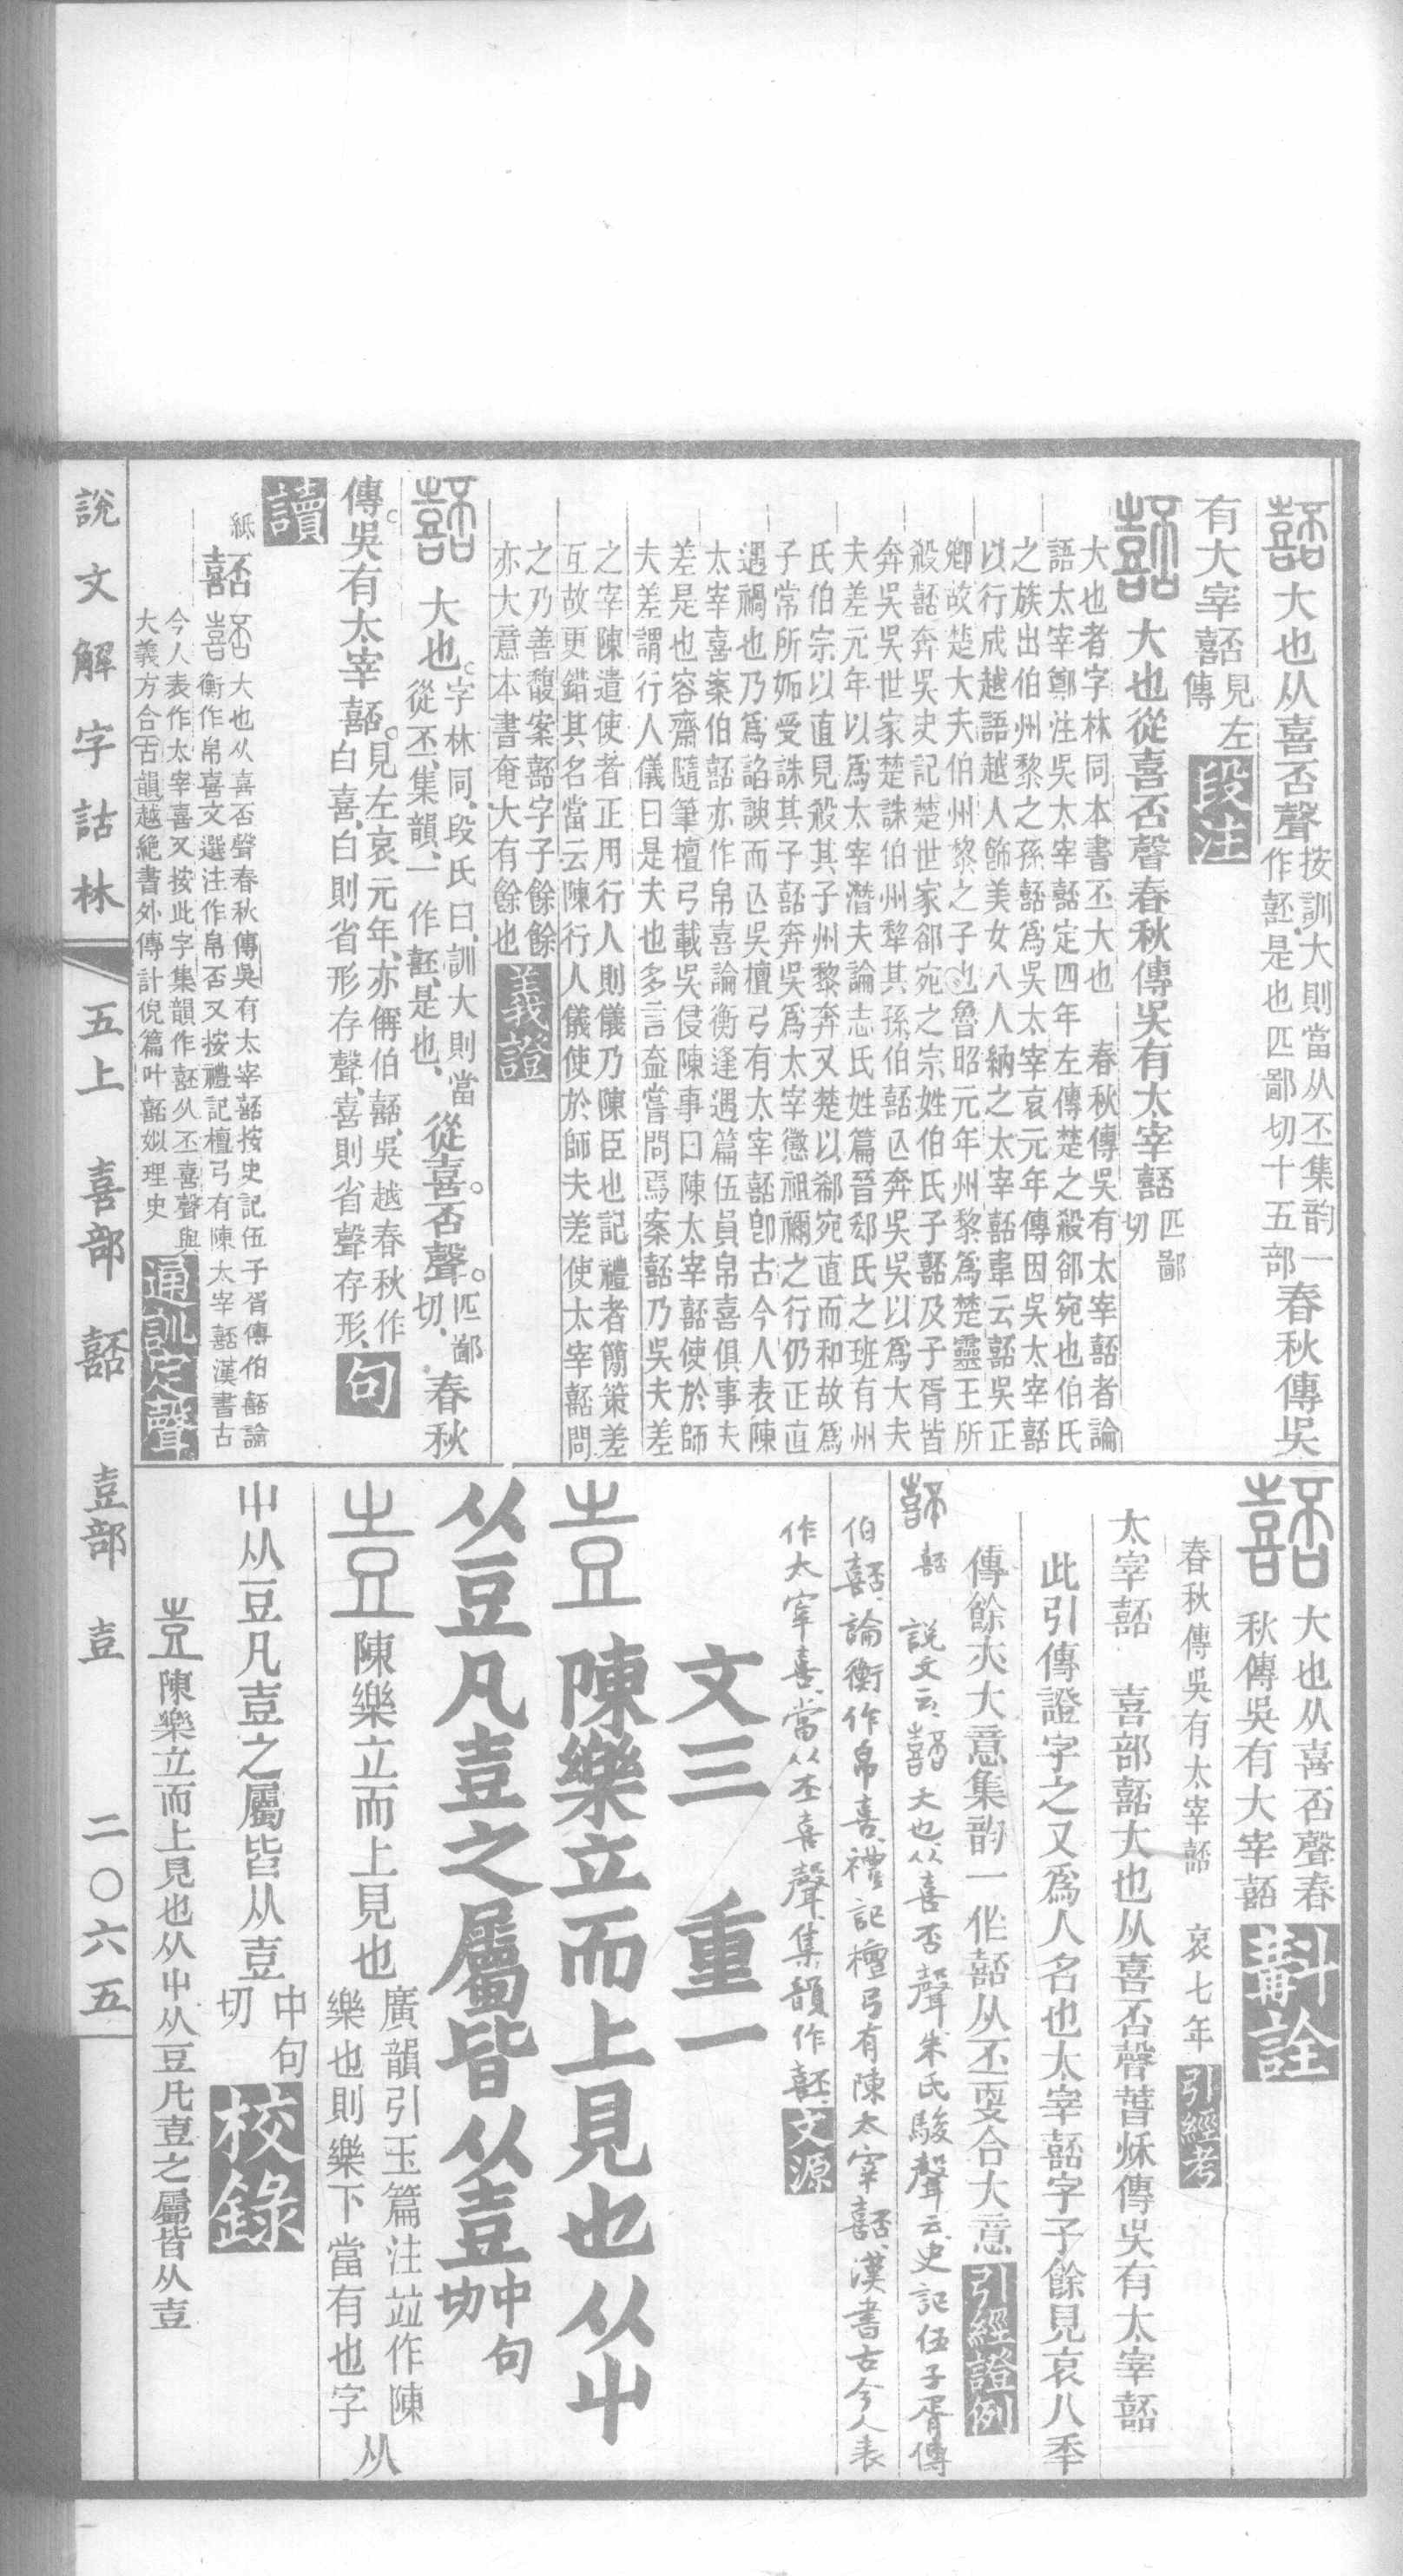 嚭大也从喜否聲按訓大則當从丕集韵一
作𡔷是也匹鄙切十五部春秋傳吳
有大宰嚭見左
傳段注
嚭大也從喜否聲春秋傳吳有太宰嚭匹鄙
切
大也者字林同本書丕大也　春秋傳吳有太宰嚭者論
語太宰鄭注吳太宰嚭定四年左傳楚之殺郤宛也伯氏
之族出伯州黎之孫嚭爲吳太宰哀元年傳因吳太宰嚭
以行成越語越人飾美女八人納之太宰嚭韋云嚭吳正
卿故楚大夫伯州黎之子也魯昭元年州黎爲楚靈王所
殺嚭奔吳史記楚世家郤宛之宗姓伯氏子嚭及子胥皆
奔吳吳世家楚誅伯州犂其孫伯嚭亾奔吳吳以爲大夫
夫差元年以爲太宰潛夫論志氏姓篇晉郄氏之班有州
氏伯宗以直見殺其子州黎奔又楚以郄宛直而和故爲
子常所妬受誅其子嚭奔吳爲太宰懲祖禰之行仍正直
遇禍也乃爲諂諛而亾吳檀弓有太宰嚭卽古今人表陳
太宰喜案伯嚭亦作帛喜論衡逢遇篇伍員帛喜俱事夫
差是也容齋隨筆檀弓載吳侵陳事曰陳太宰嚭使於師
夫差謂行人儀曰是夫也多言盍嘗問焉案嚭乃吳夫差
之宰陳遣使者正用行人則儀乃陳臣也記禮者簡策差
互故更錯其名當云陳行人儀使於師夫差使太宰嚭問
之乃善馥案嚭字子餘餘
亦大意本書奄大有餘也義證
嚭大也。字林同、段氏曰、訓大則當
從丕、集韻、一作𡔷、是也、從喜。否聲。匹鄙
切、春秋
傳。吳有太宰嚭。見左哀元年、亦偁伯嚭、吳越春秋作
白喜、白則省形存聲、喜則省聲存形、句
讀
紙嚭大也从喜否聲春秋傳吳有太宰嚭按史記伍子胥傳伯嚭論
衡作帛喜文選注作帛否又按禮記檀弓有陳太宰嚭漢書古
今人表作太宰喜又按此字集韻作𡔷从丕喜聲與
大義方合古韻越絶書外傳計倪篇叶嚭姒理史通訓定聲
嚭大也从喜否聲春
秋傳吳有大宰嚭斠詮
春秋傳吳有太宰嚭　哀七年引經考
太宰嚭　喜部嚭大也从喜否聲萅秌傳吳有太宰嚭
此引傳證字之又爲人名也太宰嚭字子餘見哀八秊
傳餘亦大意集韵一作嚭从丕㪅合大意引經證例
嚭　說文云、嚭大也、从喜否聲朱氏駿聲云、史記伍子胥傳
伯嚭、論衡作帛喜、禮記檀弓有陳太宰嚭、漢書古今人表
作太宰喜、當从丕喜聲、集韻作𡔷、文源
文三　重一
壴陳樂立而上見也从屮
从豆凡壴之屬皆从壴中句
切
壴陳樂立而上見也廣韻引玉篇注竝作陳
樂也則樂下當有也字从
屮从豆凡壴之屬皆从壴中句
切校錄
壴陳樂立而上見也从屮从豆凡壴之屬皆从壴
說文解字詁林　五上　喜部　嚭　壴部　壴　二〇六五